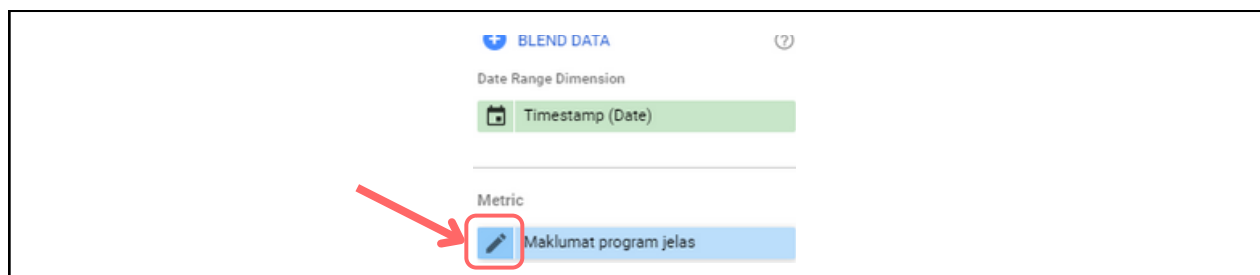 BLEND DATA
Date Range Dimension
Timestamp (Date)
Metric
Maklumat program jelas